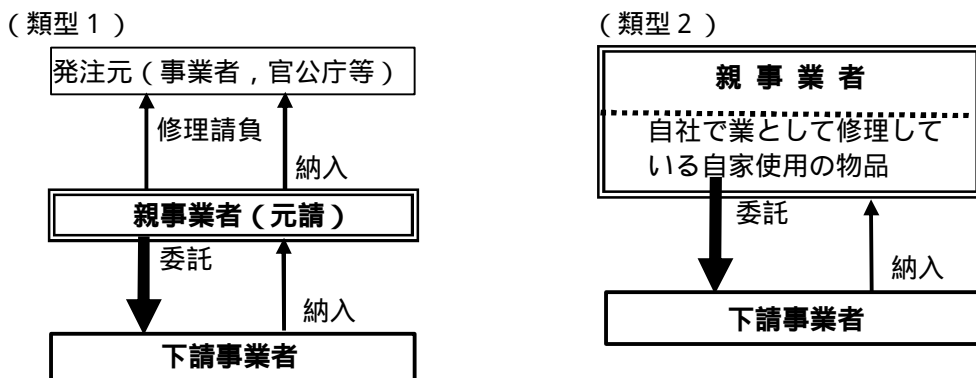 (類型1)
発注元(事業者,官公庁等)
修理請負
納入
親事業者(元請)
委託
納入
下請事業者
(類型2)
親 事 業 者
自社で業として修理して
いる自家使用の物品
委託
納入
下請事業者